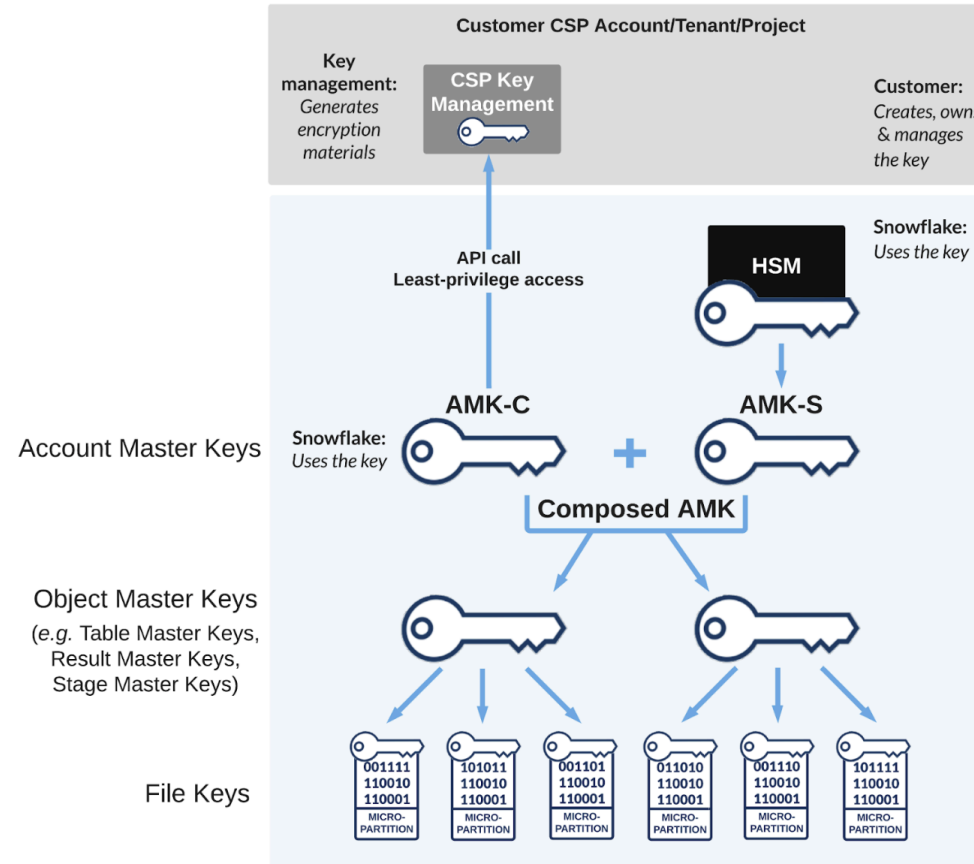 Customer CSP Account/Tenant/Project
Key
management:
Generates
encryption
materials
CSP Key
Management
Customer:
Creates, own
& manages
the key
API call
Least-privilege access
HSM
Snowflake:
Uses the key
Account Master Keys
Snowflake:
Uses the key
AMK-C
+
AMK-S
Composed AMK
Object Master Keys
(e.g. Table Master Keys,
Result Master Keys,
Stage Master Keys)
File Keys
001111
110010
110001
MICRO-
PARTITION
101011
110010
110001
MICRO-
PARTITION
001101
110010
110001
MICRO-
PARTITION
011010
110010
110001
MICRO-
PARTITION
001110
110010
110001
MICRO-
PARTITION
101111
110010
110001
MICRO-
PARTITION